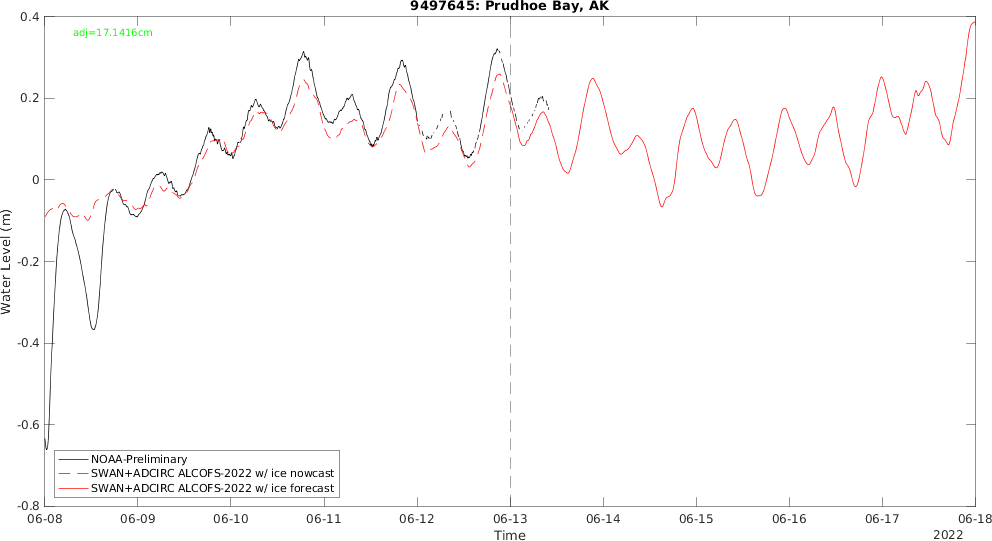 9497645: Prudhoe Bay, AK
adj=17.1416cm
0.4
0.2
0
-0.2
-0.4
-0.6
-0.8
Water Level (m)
NOAA-Preliminary
SWAN+ADCIRC ALCOFS-2022 w/ ice nowcast
SWAN+ADCIRC ALCOFS-2022 w/ ice forecast
06-08 06-09 06-10 06-11 06-12 06-13 06-14 06-15 06-16 06-17 06-18
Time
2022